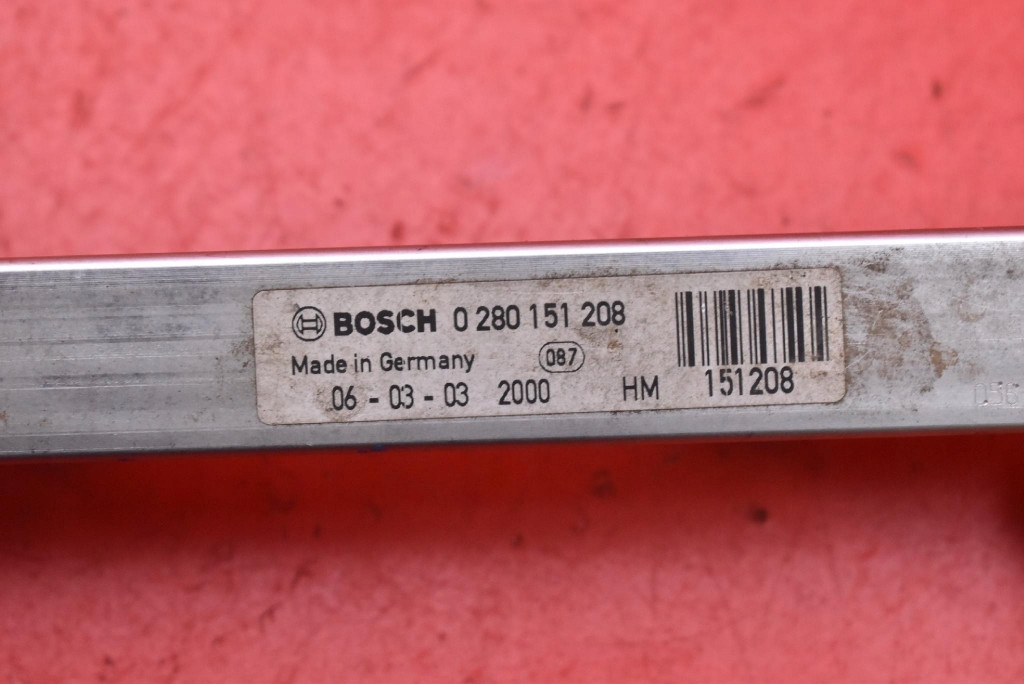 BOSCH 0 280 151 208
Made in Germany 087
06 - 03 - 03 2000 HM 151208